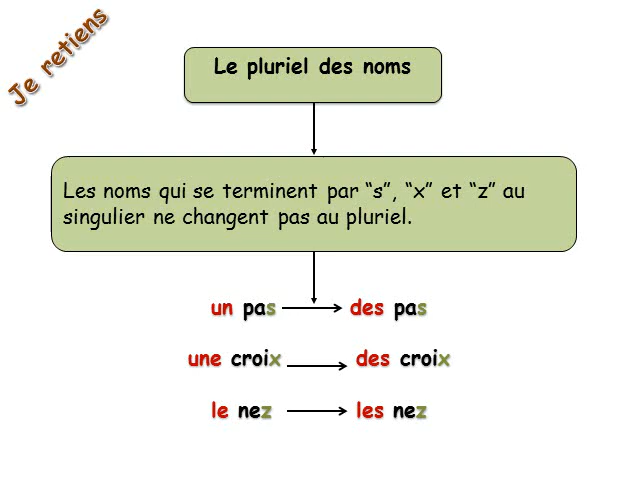 Je retiens
Le pluriel des noms
Les noms qui se terminent par “s”, “x” et “z” au
singulier ne changent pas au pluriel.
un pas des pas
une croix des croix
le nez les nez